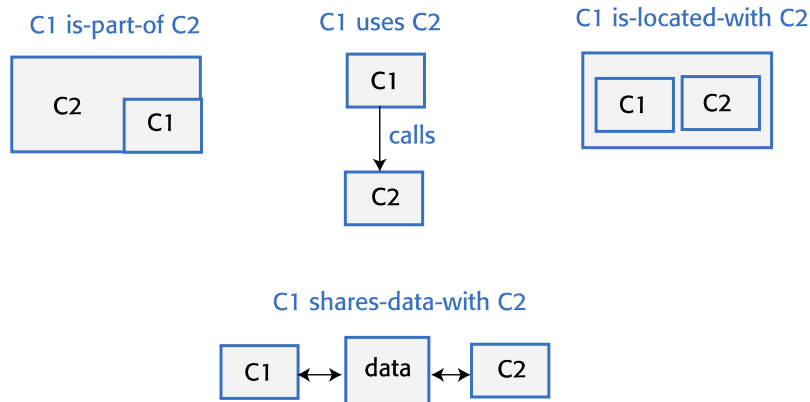 C1 is-part-of C2
C2
C1
C1 uses C2
C1
calls
C2
C1 is-located-with C2
C1
C2
C1 shares-data-with C2
C1
data
C2